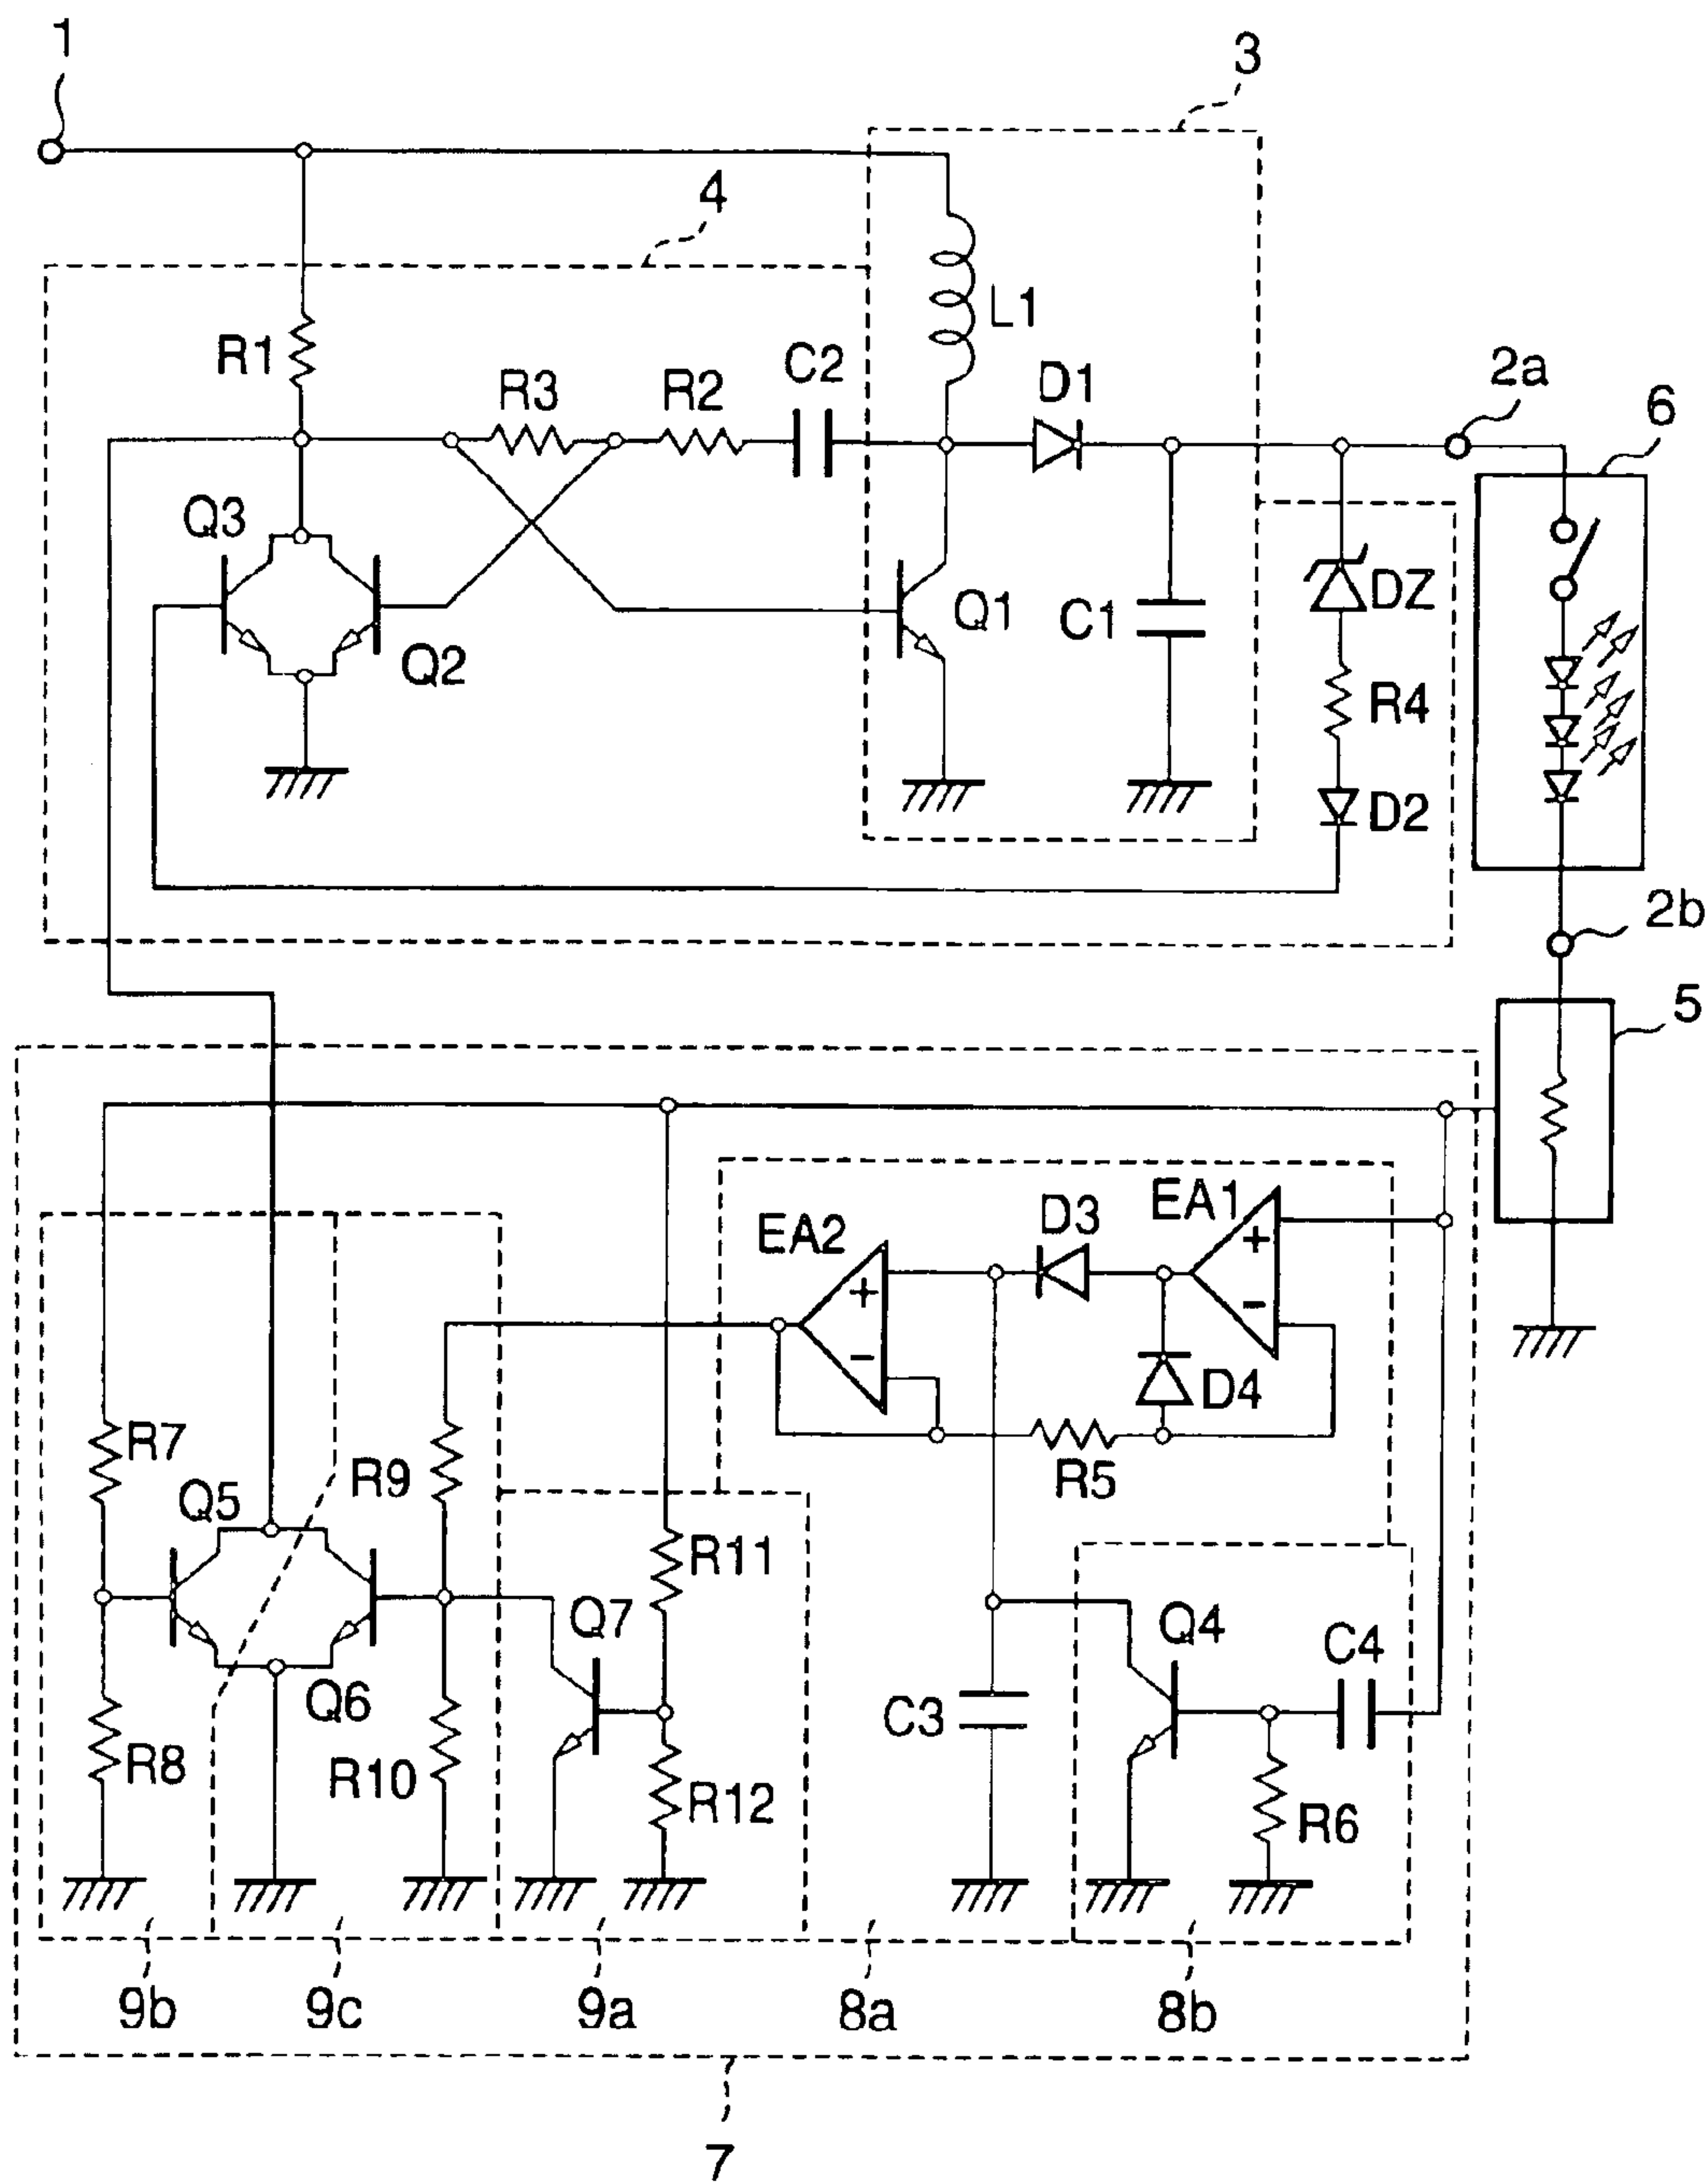 1
3
4
L1
R1
R3
R2
C2
D1
2a
6
Q3
Q2
Q1
C1
DZ
R4
D2
2b
5
EA2
D3
EA1
+
-
+
-
D4
R5
R7
Q5
R9
R11
Q7
Q4
C4
Q6
R8
R10
R12
C3
R6
9b
9c
9a
8a
8b
7